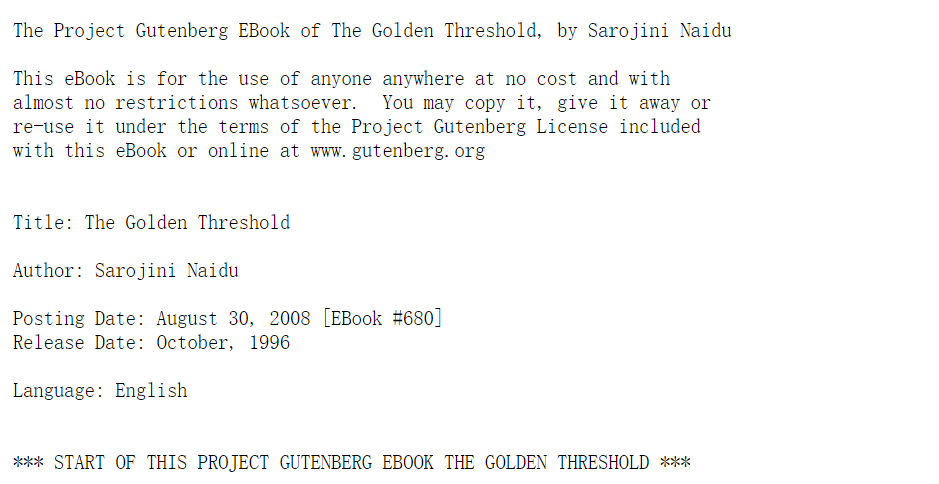 The Project Gutenberg EBook of The Golden Threshold, by Sarojini Naidu
This eBook is for the use of anyone anywhere at no cost and with
almost no restrictions whatsoever.  You may copy it, give it away or
re-use it under the terms of the Project Gutenberg License included
with this eBook or online at www.gutenberg.org
Title: The Golden Threshold
Author: Sarojini Naidu
Posting Date: August 30, 2008 [EBook #680]
Release Date: October, 1996
Language: English
*** START OF THIS PROJECT GUTENBERG EBOOK THE GOLDEN THRESHOLD ***